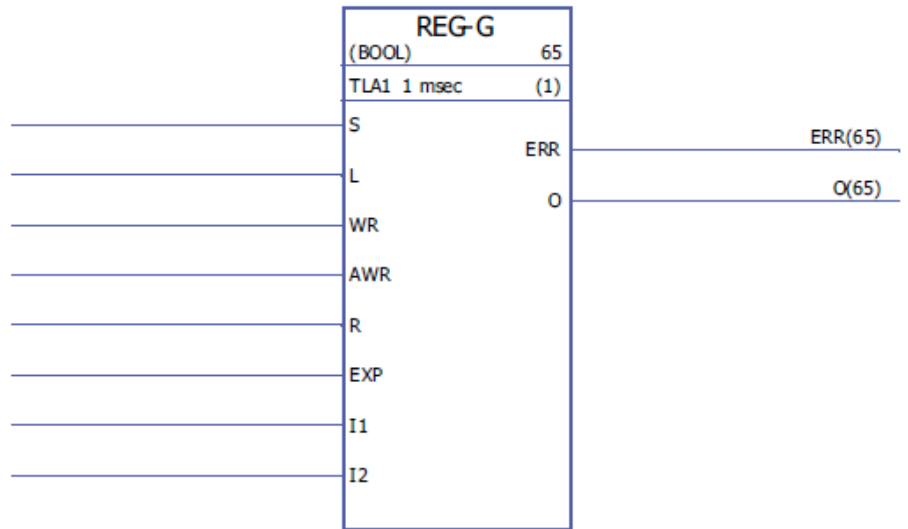 REG-G
(BOOL) 65
TLA1 1 msec (1)
S
ERR ERR(65)
L
O O(65)
WR
AWR
R
EXP
I1
I2